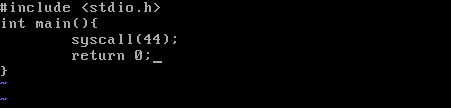 #include <stdio.h>
int main(){
        syscall(44);
        return 0;_
}
~
~